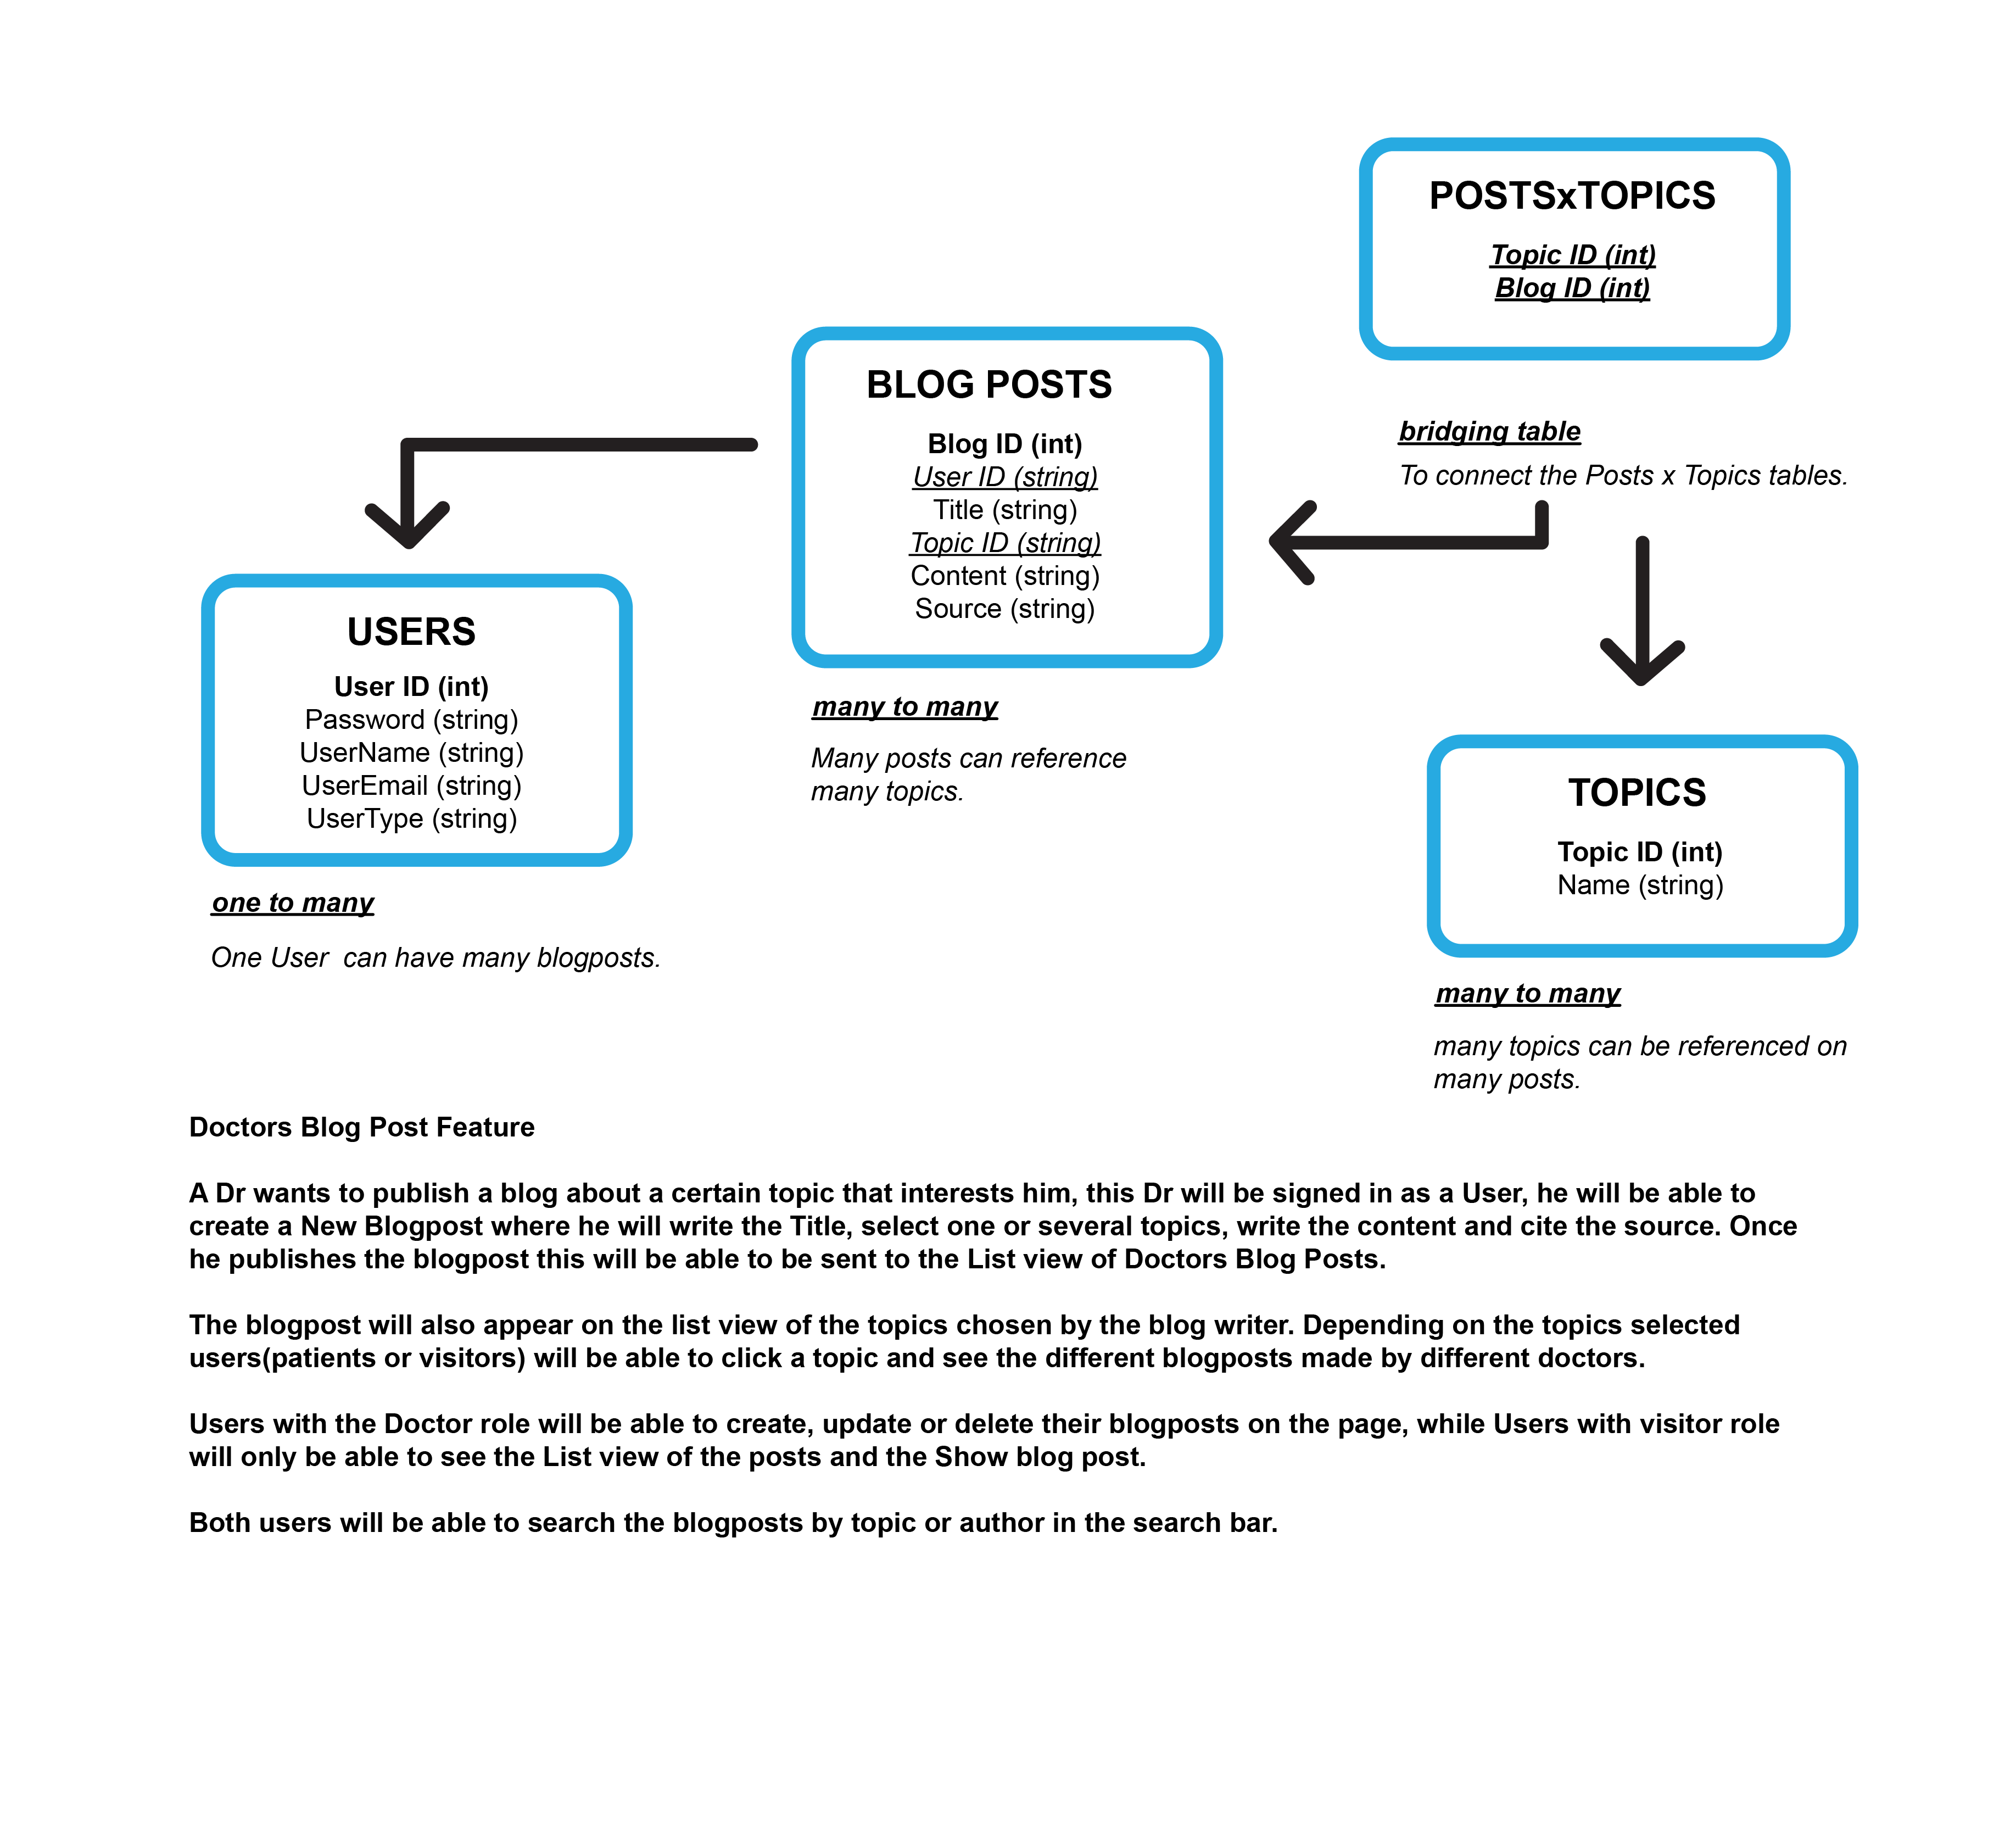 POSTSxTOPICS
Topic ID (int)
Blog ID (int)
bridging table
To connect the Posts x Topics tables.
BLOG POSTS
Blog ID (int)
User ID (string)
Title (string)
Topic ID (string)
Content (string)
Source (string)
many to many
Many posts can reference
many topics.
USERS
User ID (int)
Password (string)
UserName (string)
UserEmail (string)
UserType (string)
one to many
One User  can have many blogposts.
TOPICS
Topic ID (int)
Name (string)
many to many
many topics can be referenced on
many posts.
Doctors Blog Post Feature
A Dr wants to publish a blog about a certain topic that interests him, this Dr will be signed in as a User, he will be able to
create a New Blogpost where he will write the Title, select one or several topics, write the content and cite the source. Once
he publishes the blogpost this will be able to be sent to the List view of Doctors Blog Posts.
The blogpost will also appear on the list view of the topics chosen by the blog writer. Depending on the topics selected
users(patients or visitors) will be able to click a topic and see the different blogposts made by different doctors.
Users with the Doctor role will be able to create, update or delete their blogposts on the page, while Users with visitor role
will only be able to see the List view of the posts and the Show blog post.
Both users will be able to search the blogposts by topic or author in the search bar.